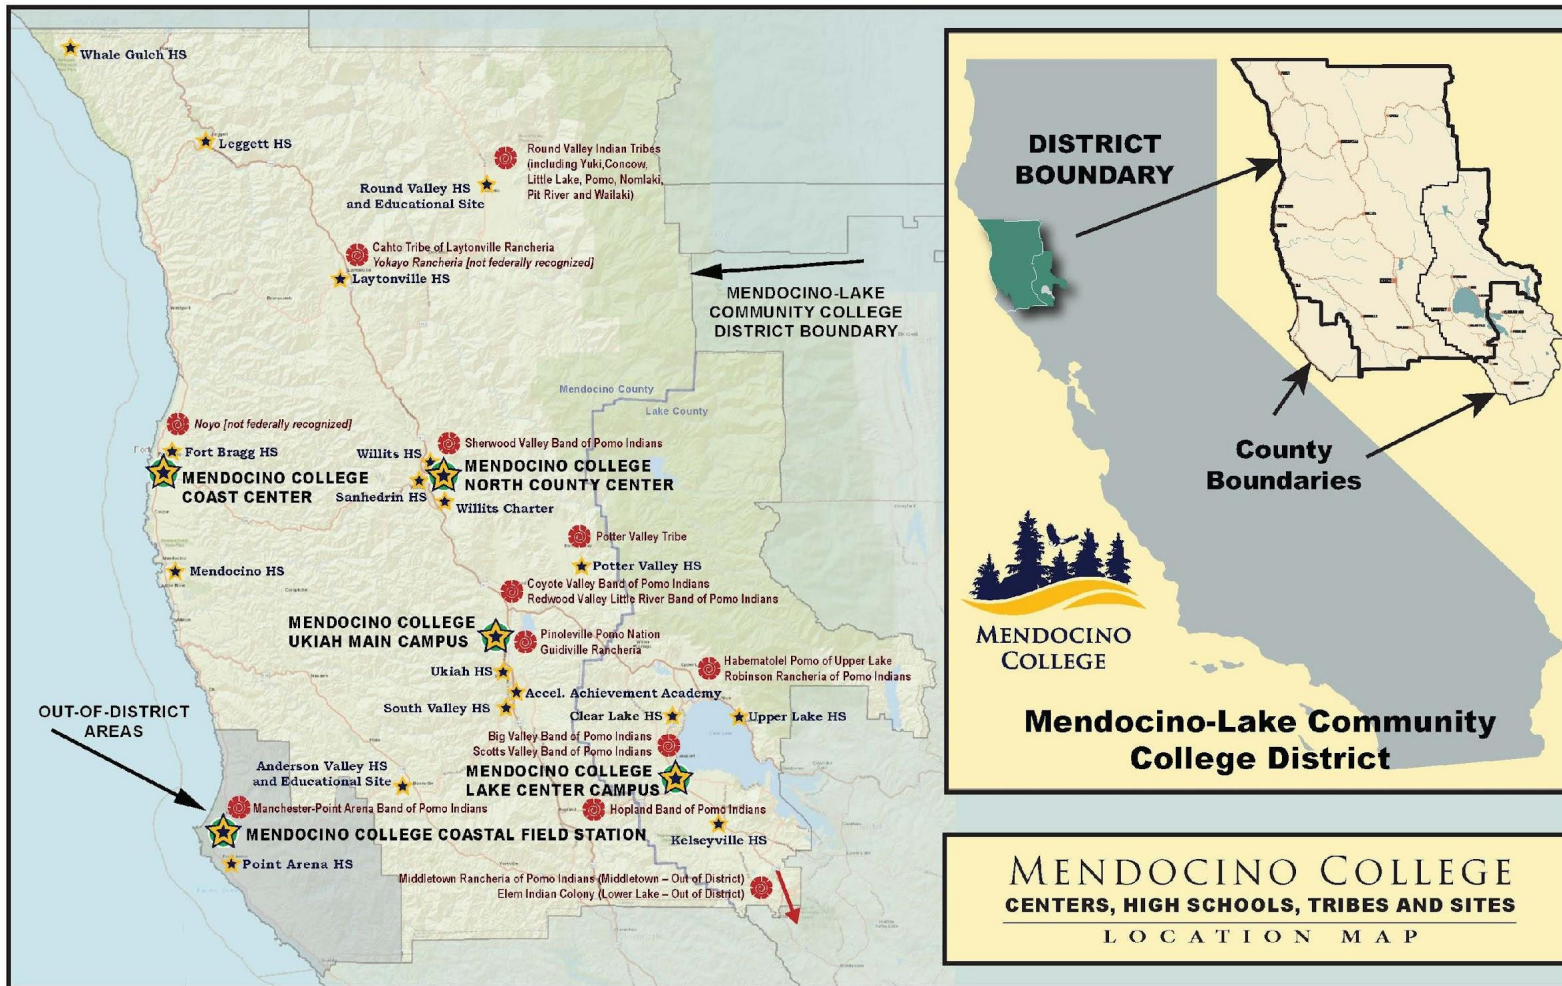 Whale Gulch HS
Leggett HS
Round Valley Indian Tribes
(including Yuki,Concow,
Little Lake, Pomo, Nomlaki,
Pit River and Wailaki)
Round Valley HS
and Educational Site
Cahto Tribe of Laytonville Rancheria
Yokayo Rancheria [not federally recognized]
Laytonville HS
MENDOCINO-LAKE
COMMUNITY COLLEGE
DISTRICT BOUNDARY
Mendocino County
Lake County
Noyo [not federally recognized]
Fort Bragg HS
MENDOCINO COLLEGE
COAST CENTER
Sherwood Valley Band of Pomo Indians
Willits HS
MENDOCINO COLLEGE
NORTH COUNTY CENTER
Sanhedrin HS
Willits Charter
Potter Valley Tribe
Potter Valley HS
Mendocino HS
Coyote Valley Band of Pomo Indians
Redwood Valley Little River Band of Pomo Indians
MENDOCINO COLLEGE
UKIAH MAIN CAMPUS
Pinoleville Pomo Nation
Guidiville Rancheria
Ukiah HS
Accel. Achievement Academy
South Valley HS
Habematolel Pomo of Upper Lake
Robinson Rancheria of Pomo Indians
Clear Lake HS
Upper Lake HS
OUT-OF-DISTRICT
AREAS
Big Valley Band of Pomo Indians
Scotts Valley Band of Pomo Indians
MENDOCINO COLLEGE
LAKE CENTER CAMPUS
Anderson Valley HS
and Educational Site
Manchester-Point Arena Band of Pomo Indians
Hopland Band of Pomo Indians
MENDOCINO COLLEGE COASTAL FIELD STATION
Kelseyville HS
Point Arena HS
Middletown Rancheria of Pomo Indians (Middletown – Out of District)
Elem Indian Colony (Lower Lake – Out of District)
DISTRICT
BOUNDARY
County
Boundaries
MENDOCINO
COLLEGE
Mendocino-Lake Community
College District
MENDOCINO COLLEGE
CENTERS, HIGH SCHOOLS, TRIBES AND SITES
LOCATION MAP